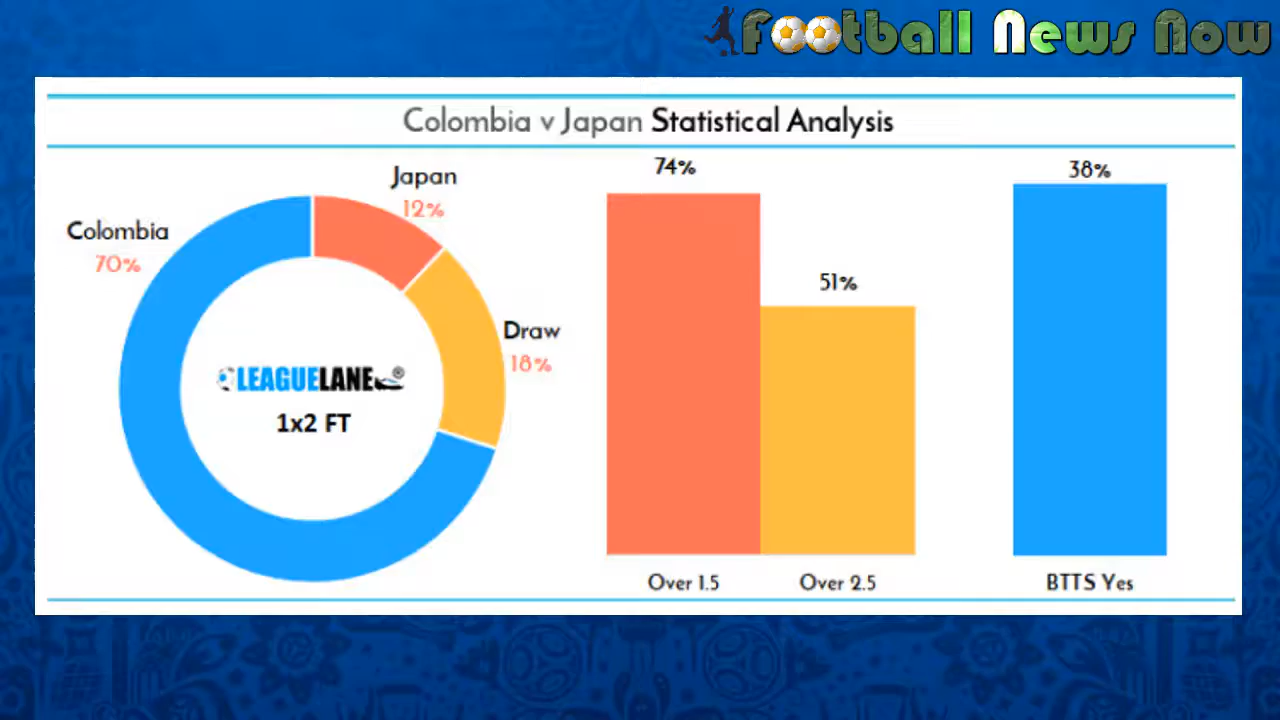 Football News Now
Colombia v Japan Statistical Analysis
Japan
12%
Colombia
70%
Draw
18%
LEAGUELANE®
1x2 FT
74%
51%
38%
Over 1.5
Over 2.5
BTTS Yes